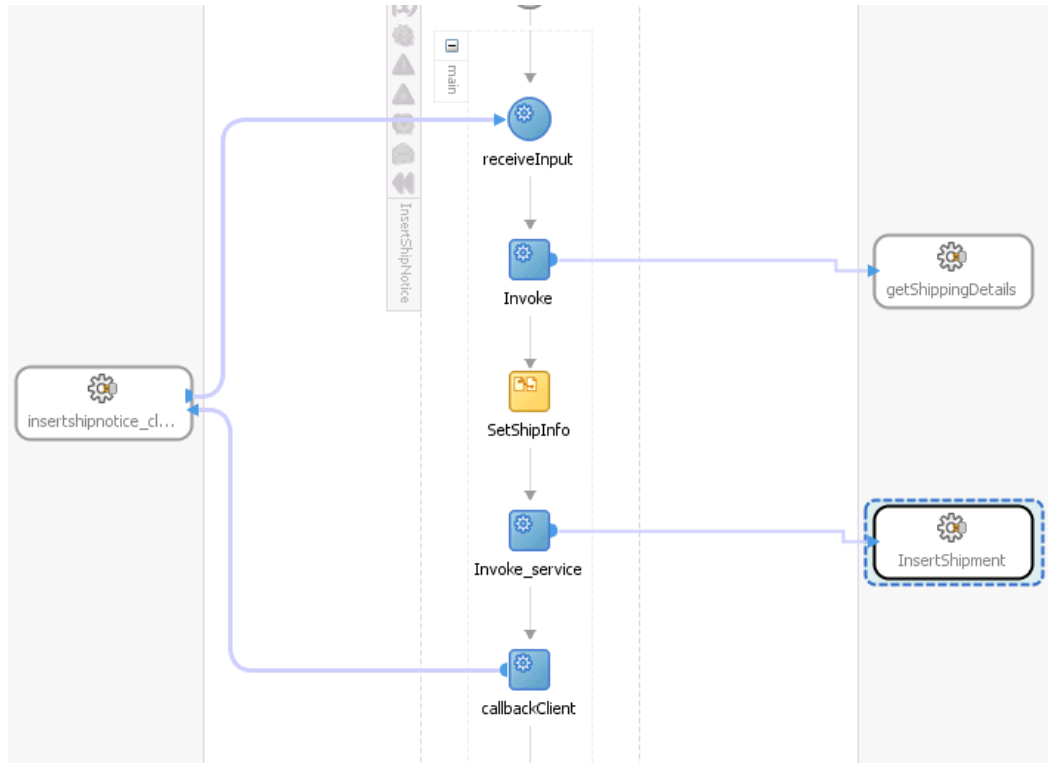 main
receiveInput
InsertShipNotice
Invoke
getShippingDetails
insertshipnotice_cl...
SetShipInfo
Invoke_service
InsertShipment
callbackClient